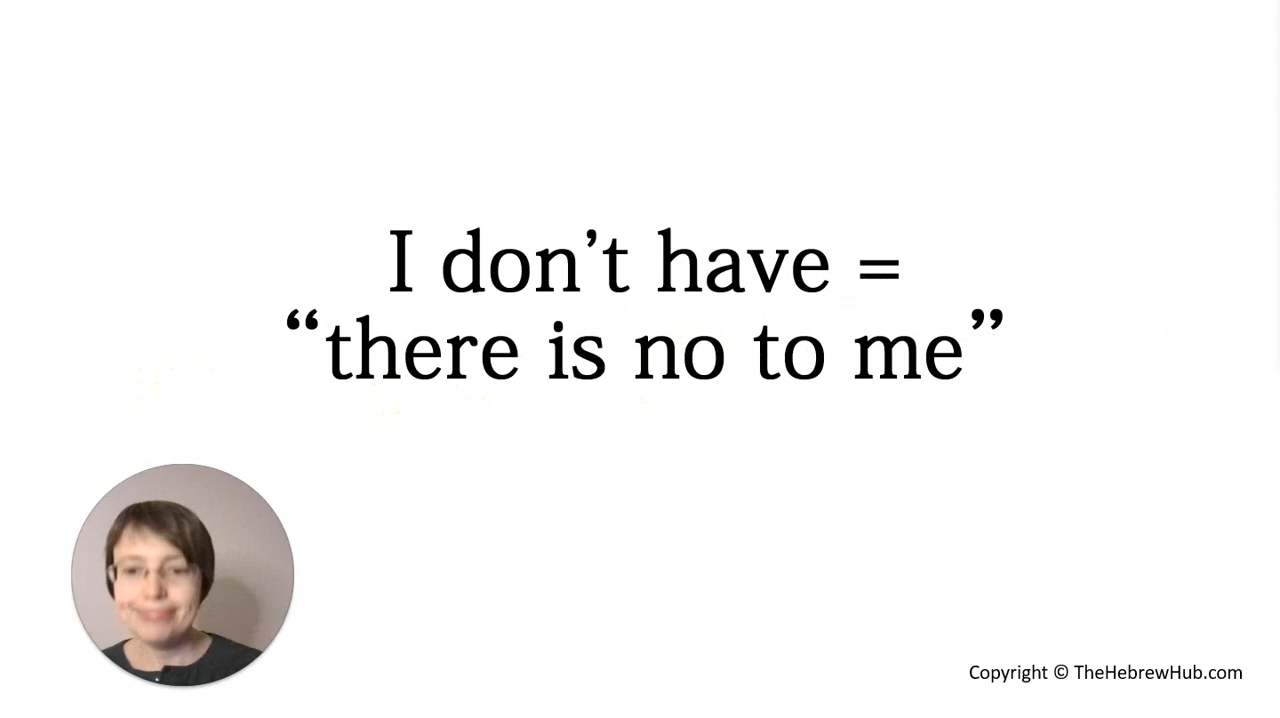 I don’t have =
“there is no to me”
Copyright © TheHebrewHub.com